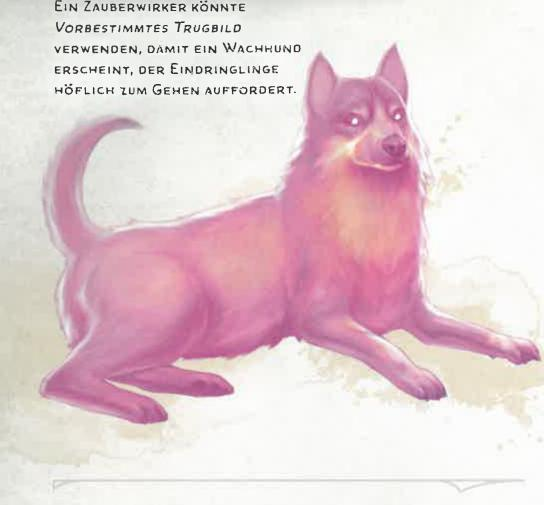 EIN ZAUBERWIRKER KÖNNTE
VORBESTIMMTES TRUGBILD
VERWENDEN, DAMIT EIN WACHHUND
ERSCHEINT, DER EINDRINGLINGE
HÖFLICH ZUM GEHEN AUFFORDERT.